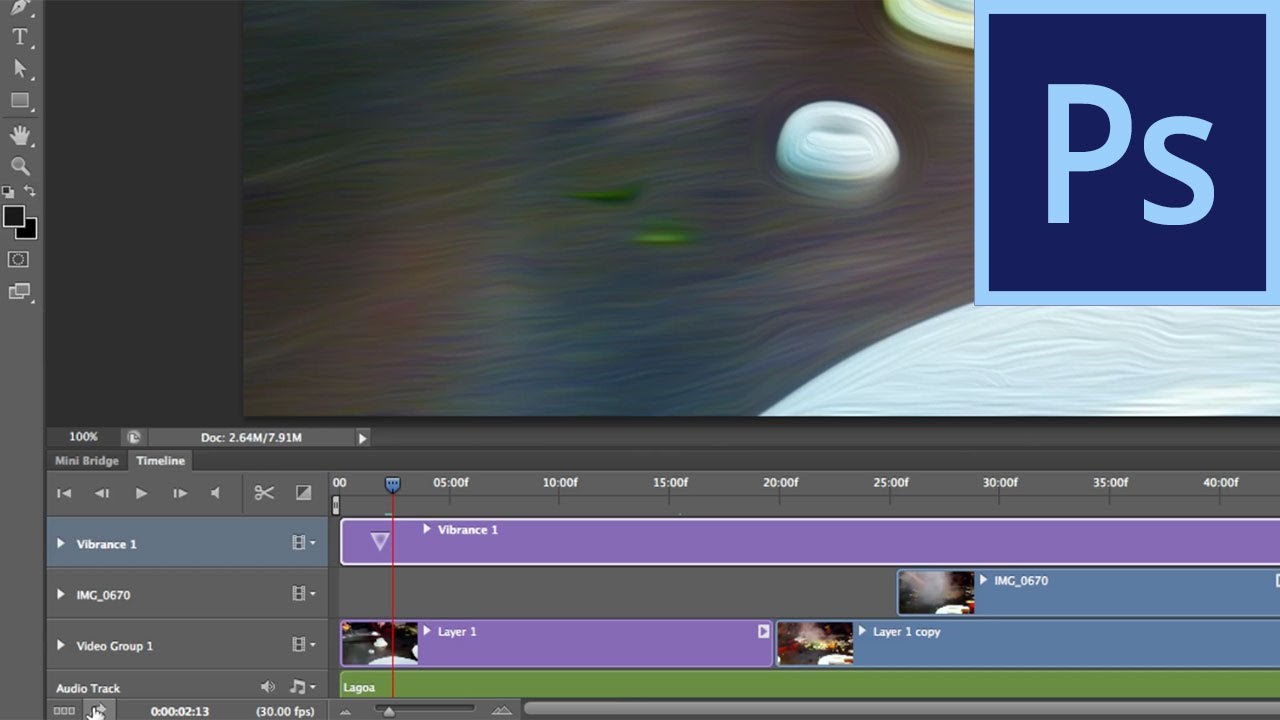 T
Ps
100%
Doc: 2.64M/7.91M
Mini Bridge
Timeline
00
05:00f
10:00f
15:00f
20:00f
25:00f
30:00f
35:00f
40:00f
Vibrance 1
Vibrance 1
IMG_0670
IMG_0670
Video Group 1
Layer 1
Layer 1 copy
Audio Track
Lagoa
0:00:02:13
(30.00 fps)